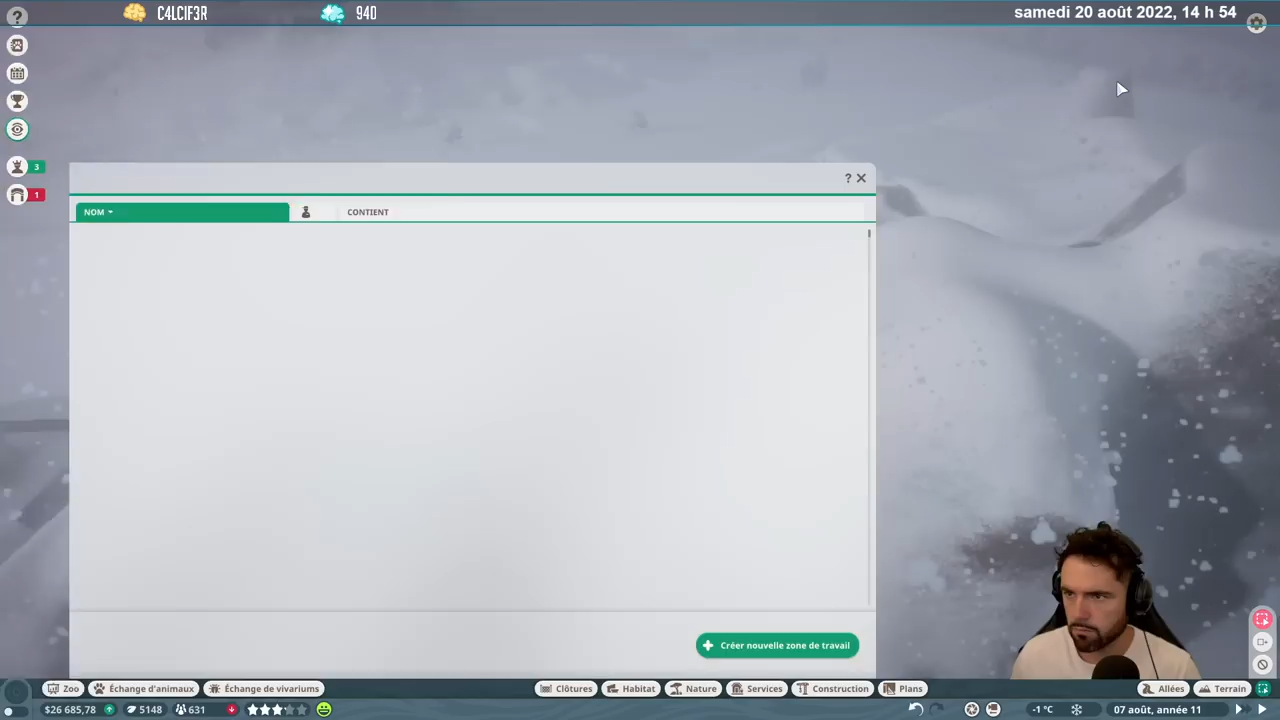 ?
C4LCIF3R
940
samedi 20 août 2022, 14 h 54
3
1
?
NOM
CONTIENT
Créer nouvelle zone de travail
Zoo
Échange d'animaux
Échange de vivariums
Clôtures
Habitat
Nature
Services
Construction
Plans
Allées
Terrain
$26 685,78
5148
631
-1 °C
07 août, année 11